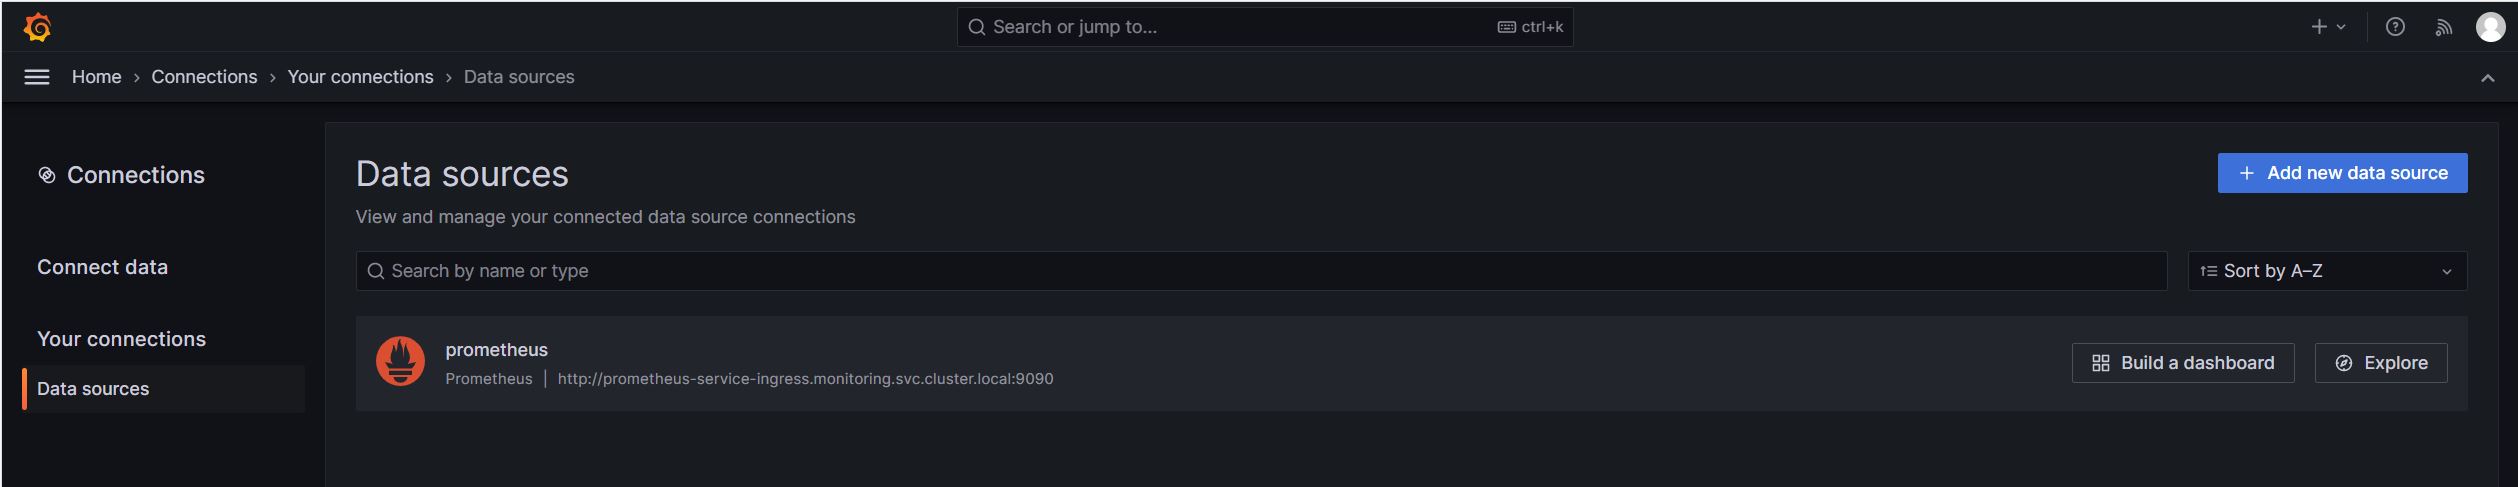 Search or jump to...
ctrl+k
Home › Connections › Your connections › Data sources
Connections
Connect data
Your connections
Data sources
Data sources
Add new data source
View and manage your connected data source connections
Search by name or type
Sort by A–Z
prometheus
Prometheus | http://prometheus-service-ingress.monitoring.svc.cluster.local:9090
Build a dashboard
Explore